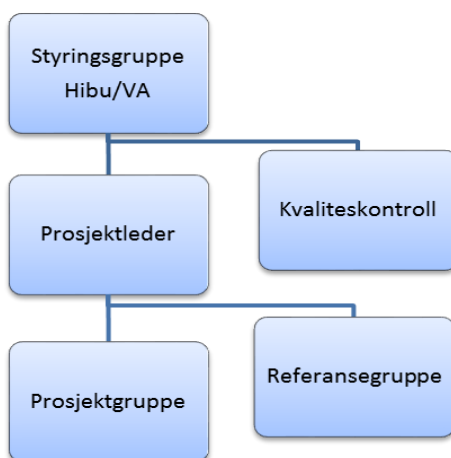 Styringsgruppe
Hibu/VA
Kvaliteskontroll
Prosjektleder
Referansegruppe
Prosjektgruppe